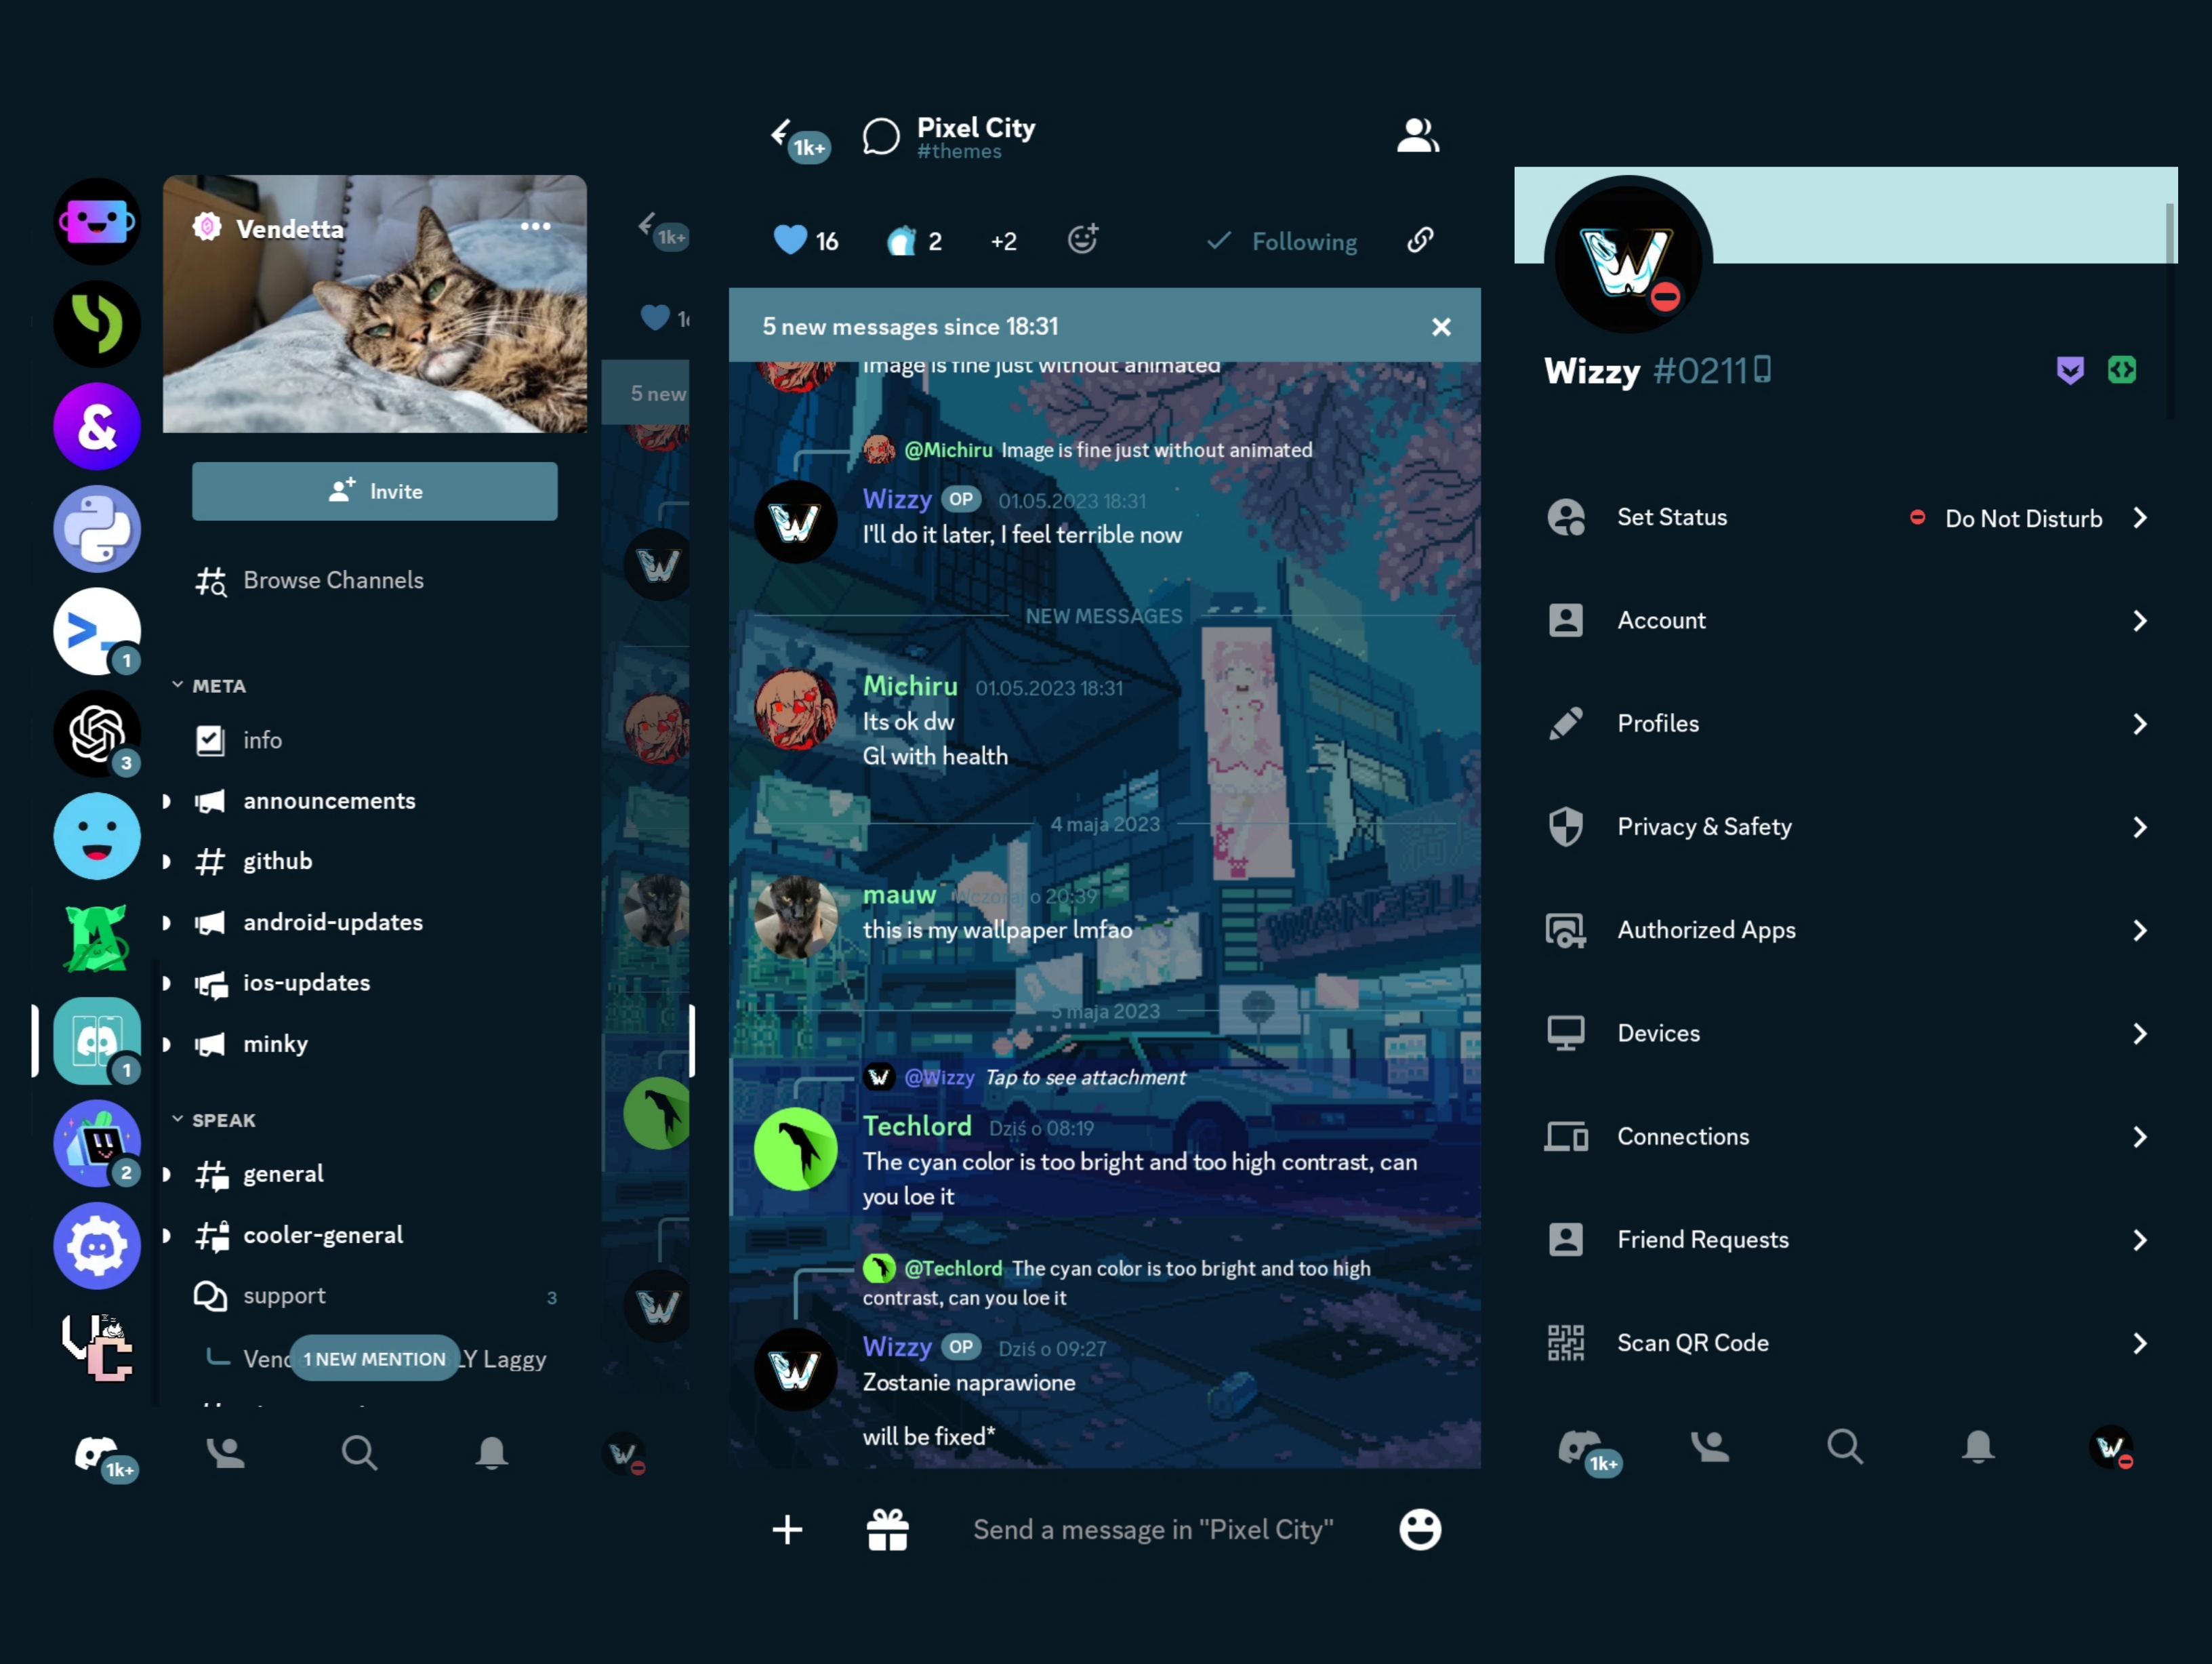 Vendetta
Invite
Browse Channels
META
info
announcements
github
android-updates
ios-updates
minky
SPEAK
general
cooler-general
support 3
1 NEW MENTION
Laggy
1
3
1
2
1k+
1k+
5 new
1k+
Pixel City
#themes
16 2 +2 Following
5 new messages since 18:31
Image is fine just without animated
@Michiru Image is fine just without animated
Wizzy OP 01.05.2023 18:31
I'll do it later, I feel terrible now
NEW MESSAGES
Michiru 01.05.2023 18:31
Its ok dw
Gl with health
4 maja 2023
mauw Wczoraj o 20:39
this is my wallpaper lmfao
5 maja 2023
@Wizzy Tap to see attachment
Techlord Dziś o 08:19
The cyan color is too bright and too high contrast, can
you loe it
@Techlord The cyan color is too bright and too high
contrast, can you loe it
Wizzy OP Dziś o 09:27
Zostanie naprawione
will be fixed*
Send a message in "Pixel City"
Wizzy #0211
Set Status Do Not Disturb
Account
Profiles
Privacy & Safety
Authorized Apps
Devices
Connections
Friend Requests
Scan QR Code
1k+